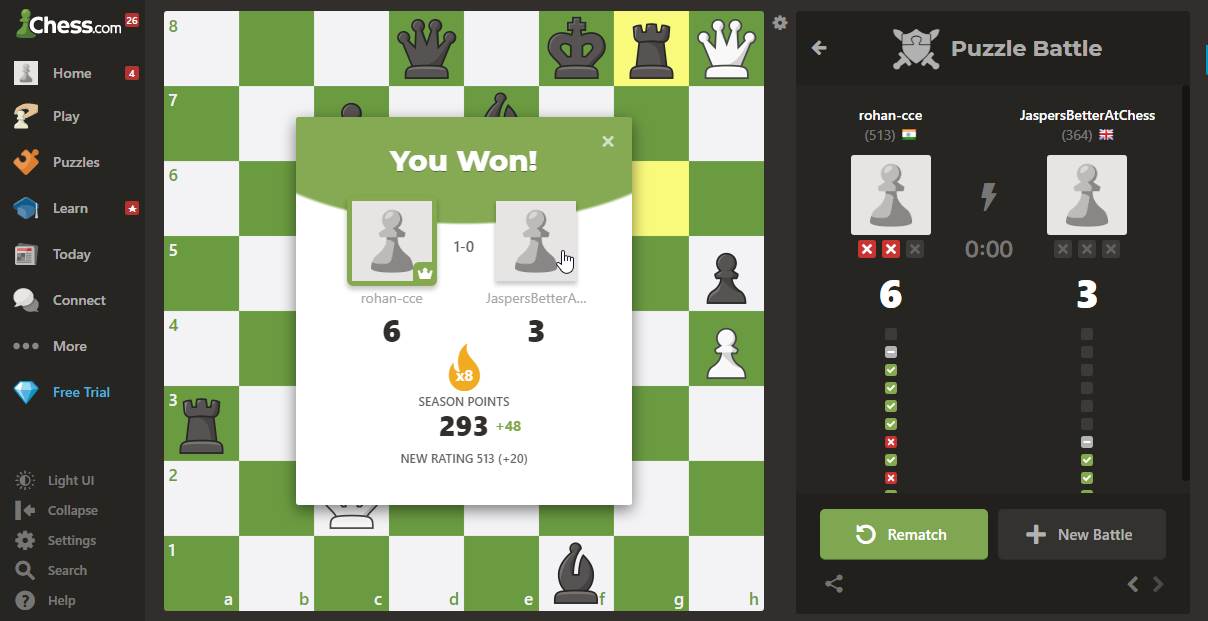 Chess.com 26
Home 4
Play
Puzzles
Learn
Today
Connect
More
Free Trial
Light UI
Collapse
Settings
Search
Help
8
7
6
5
4
3
2
1
a b c d e f g h
You Won!
1-0
rohan-cce JaspersBetterA...
6 3
x8
SEASON POINTS
293 +48
NEW RATING 513 (+20)
Puzzle Battle
rohan-cce JaspersBetterAtChess
(513) (364)
0:00
6 3
Rematch New Battle